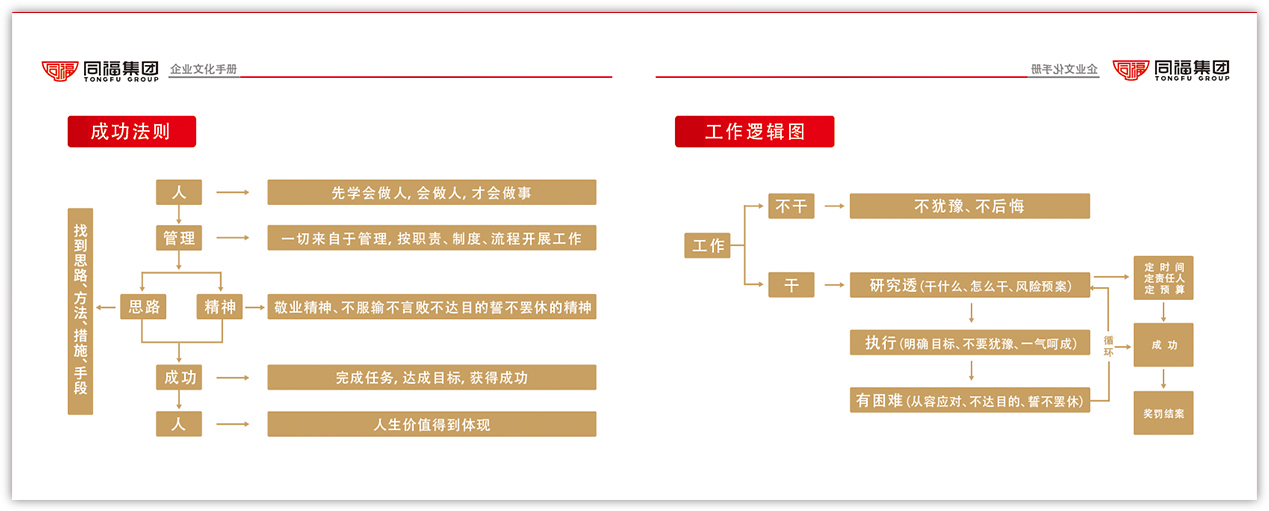 同福集团
TONGFU GROUP
企业文化手册
成功法则
人
先学会做人, 会做人, 才会做事
管理
一切来自于管理, 按职责、制度、流程开展工作
找到思路、方法、措施、手段
思路
精神
敬业精神、不服输不言败不达目的誓不罢休的精神
成功
完成任务, 达成目标, 获得成功
人
人生价值得到体现
企业文化手册
同福集团
TONGFU GROUP
工作逻辑图
工作
不干
不犹豫、不后悔
干
研究透(干什么、怎么干、风险预案)
执行(明确目标、不要犹豫、一气呵成)
有困难(从容应对、不达目的、誓不罢休)
循环
定时间
定责任人
定预算
成功
奖罚结案